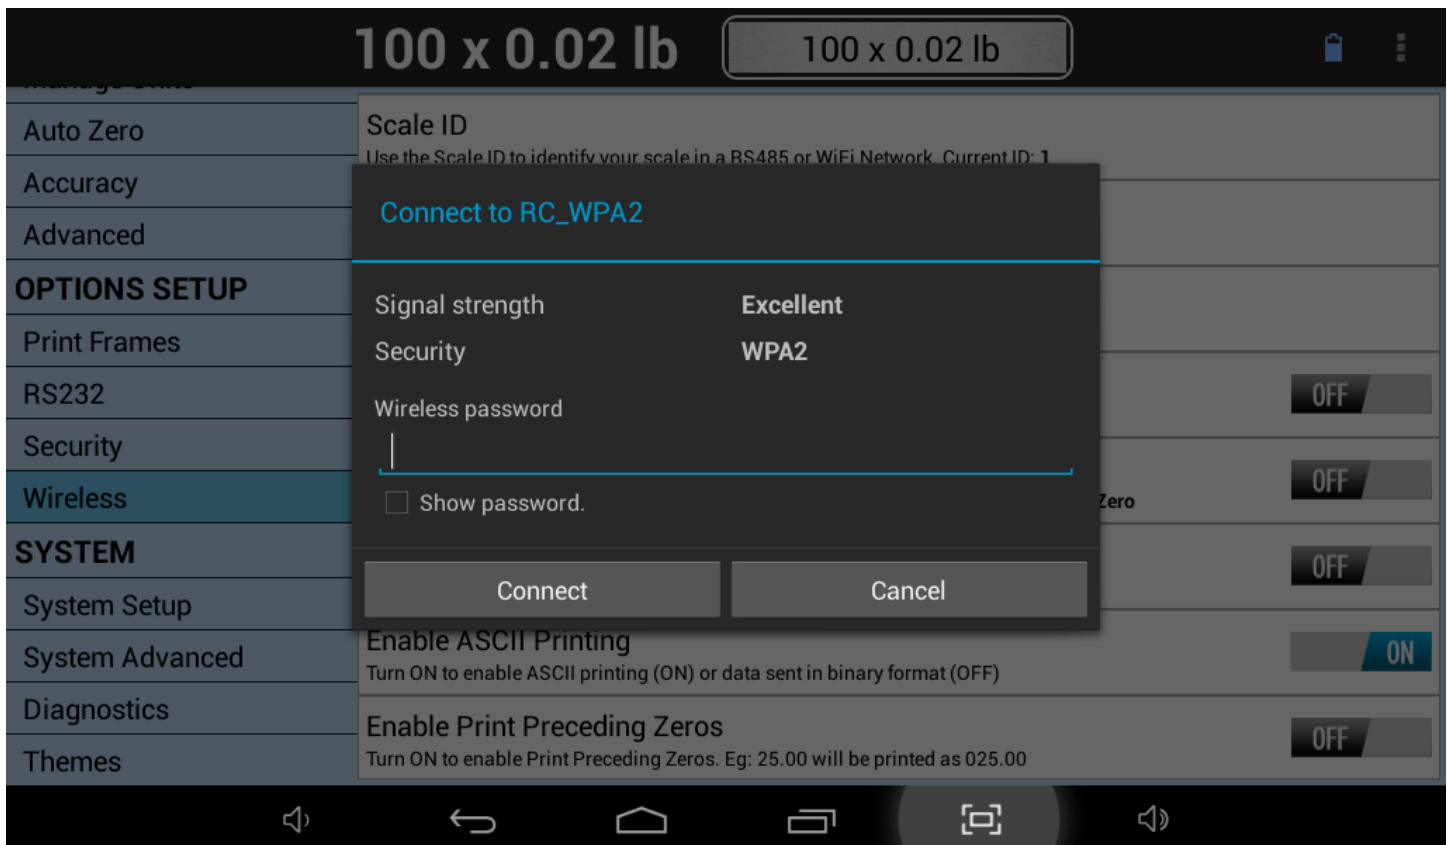 100 x 0.02 lb
100 x 0.02 lb
Auto Zero
Accuracy
Advanced
OPTIONS SETUP
Print Frames
RS232
Security
Wireless
SYSTEM
System Setup
System Advanced
Diagnostics
Themes
Scale ID
Use the Scale ID to identify your scale in a RS485 or WiFi Network. Current ID: 1
Connect to RC_WPA2
Signal strength Excellent
Security WPA2
Wireless password
Show password.
Connect Cancel
OFF
Zero OFF
OFF
Enable ASCII Printing
Turn ON to enable ASCII printing (ON) or data sent in binary format (OFF)
ON
Enable Print Preceding Zeros
Turn ON to enable Print Preceding Zeros. Eg: 25.00 will be printed as 025.00
OFF